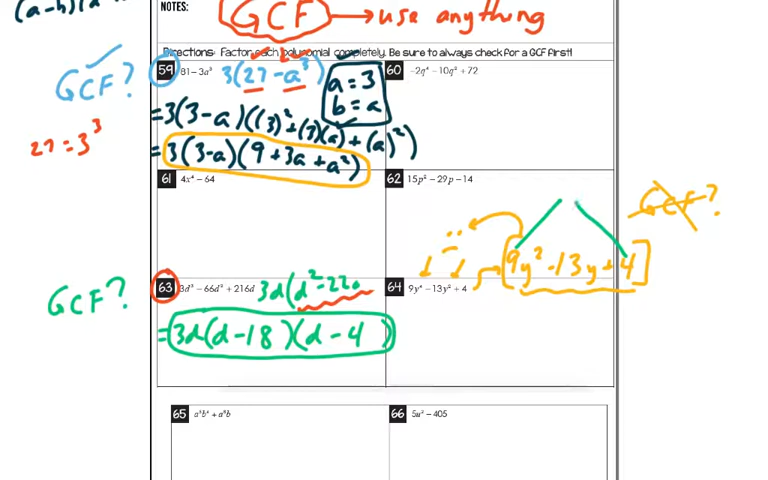 NOTES:
GCF → use anything
Directions: Factor each polynomial completely. Be sure to always check for a GCF first!
GCF?
59 81 – 3a³ 3(27 - a³)
a = 3
b = a
27 = 3³
= 3(3-a)((3)² + (3)(a) + (a)²)
= 3(3-a)(9 + 3a + a²)
60 –2q⁴ – 10q² + 72
61 4x⁴ – 64
62 15p² – 29p – 14
GCF?
[9y² - 13y + 4]
GCF?
63 3d³ – 66d² + 216d 3d(d² - 22d
= 3d(d - 18)(d - 4)
64 9y⁴ – 13y² + 4
65
66 5u² – 405